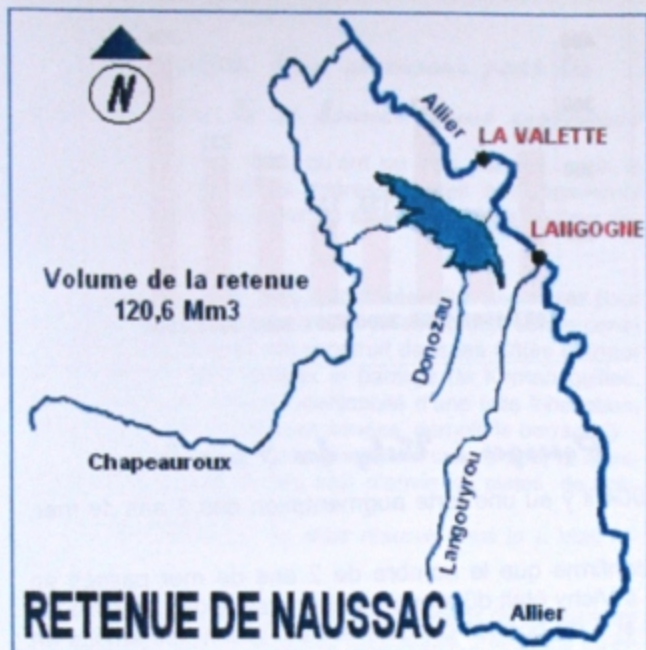 N
Allier
LA VALETTE
LANGOGNE
Volume de la retenue
120,6 Mm3
Donozau
Chapeauroux
Langouyrou
Allier
RETENUE DE NAUSSAC